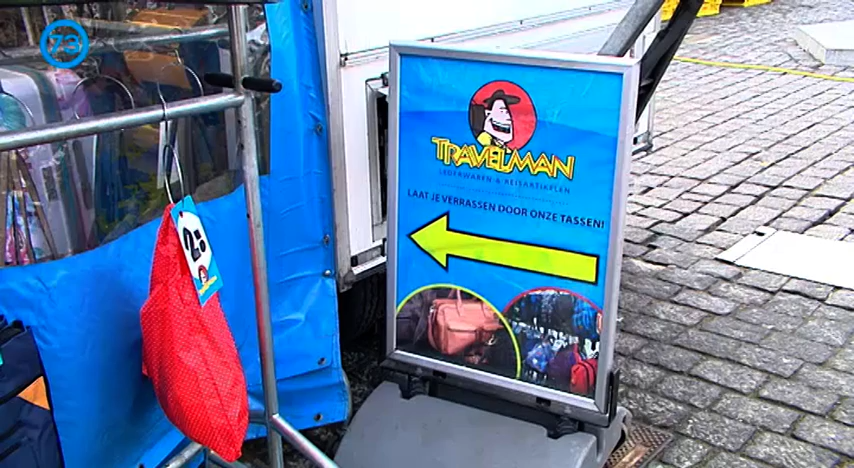 73
TRAVELMAN
LEDERWAREN & REISARTIKELEN
LAAT JE VERRASSEN DOOR ONZE TASSEN!
2.-